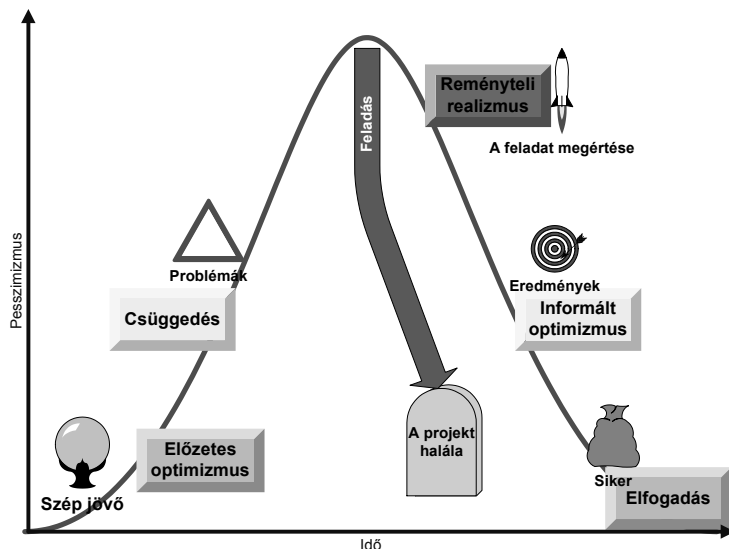 Pesszimizmus
Szép jövő
Előzetes
optimizmus
Csüggedés
Problémák
Feladás
A projekt
halála
Reményteli
realizmus
A feladat megértése
Eredmények
Informált
optimizmus
Siker
Elfogadás
Idő